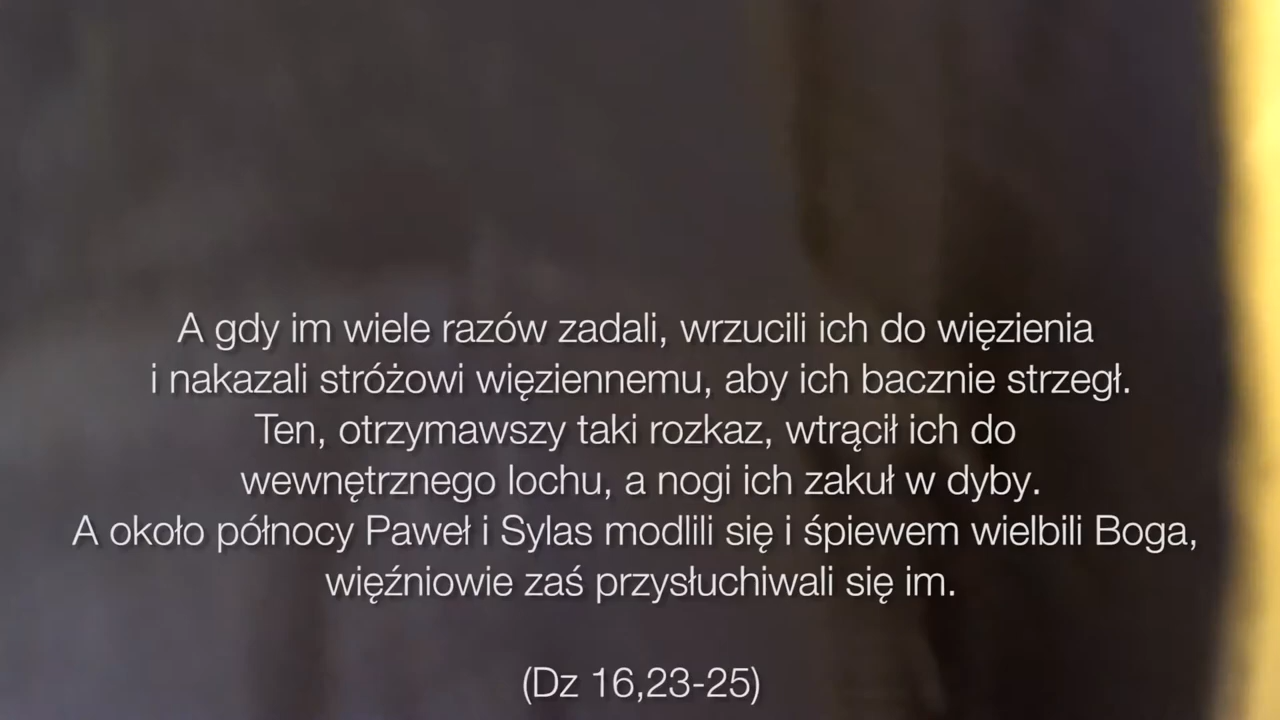 A gdy im wiele razów zadali, wrzucili ich do więzienia
i nakazali stróżowi więziennemu, aby ich bacznie strzegł.
Ten, otrzymawszy taki rozkaz, wtrącił ich do
wewnętrznego lochu, a nogi ich zakuł w dyby.
A około północy Paweł i Sylas modlili się i śpiewem wielbili Boga,
więźniowie zaś przysłuchiwali się im.
(Dz 16,23-25)